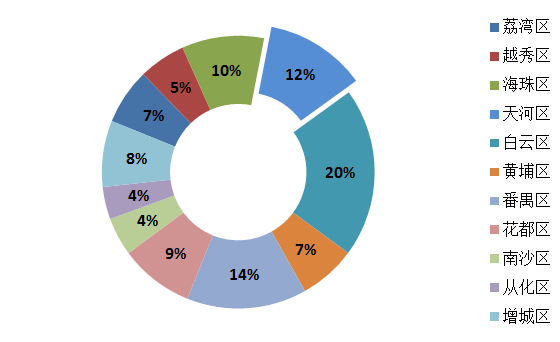 10%
12%
5%
7%
20%
8%
4%
4%
7%
9%
14%
荔湾区
越秀区
海珠区
天河区
白云区
黄埔区
番禺区
花都区
南沙区
从化区
增城区